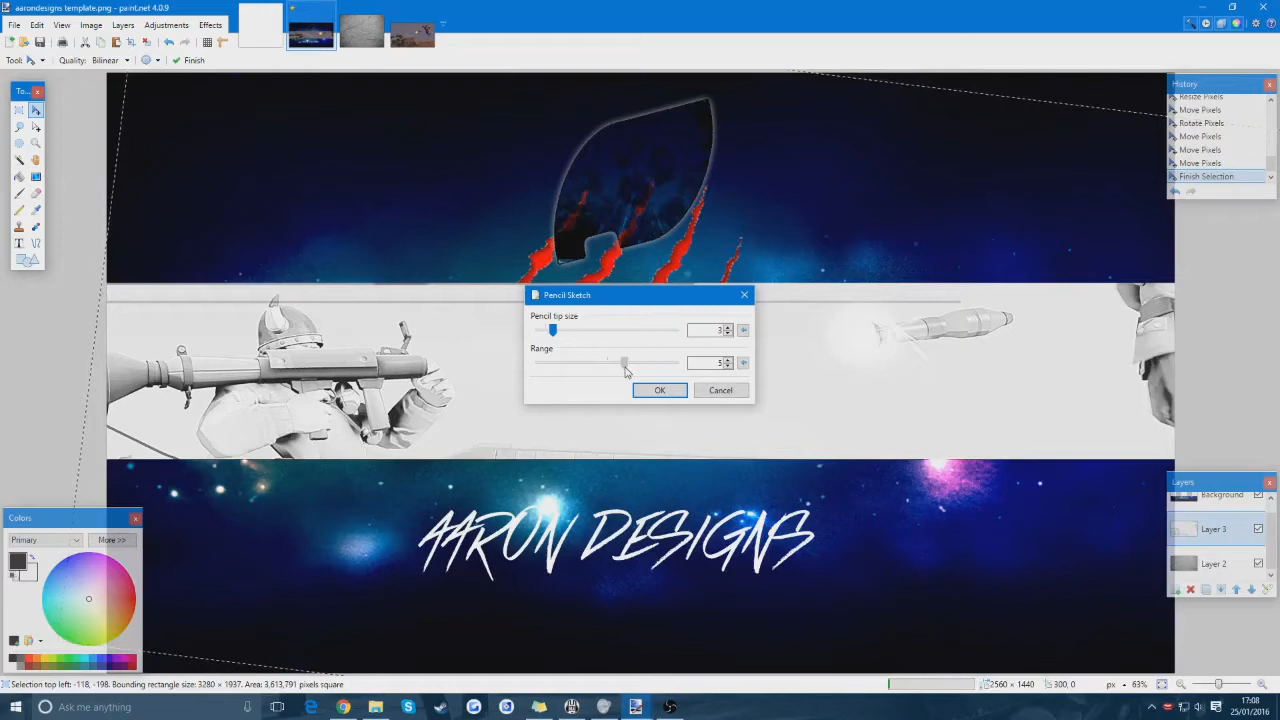 aarondesigns template.png - paint.net 4.0.9
File Edit View Image Layers Adjustments Effects
Tool Quality: Bilinear Finish
To...
History
Resize Pixels
Move Pixels
Rotate Pixels
Move Pixels
Move Pixels
Move Pixels
Finish Selection
Pencil Sketch
Pencil tip size
3
Range
5
OK Cancel
Layers
Background
Layer 3
Layer 2
AARON DESIGNS
Colors
Primary More >>
Selection top left: -118, -198. Bounding rectangle size: 3280 × 1937. Area: 3,613,791 pixels square
2560 × 1440 300, 0 px 63%
Ask me anything
17:08
25/01/2016